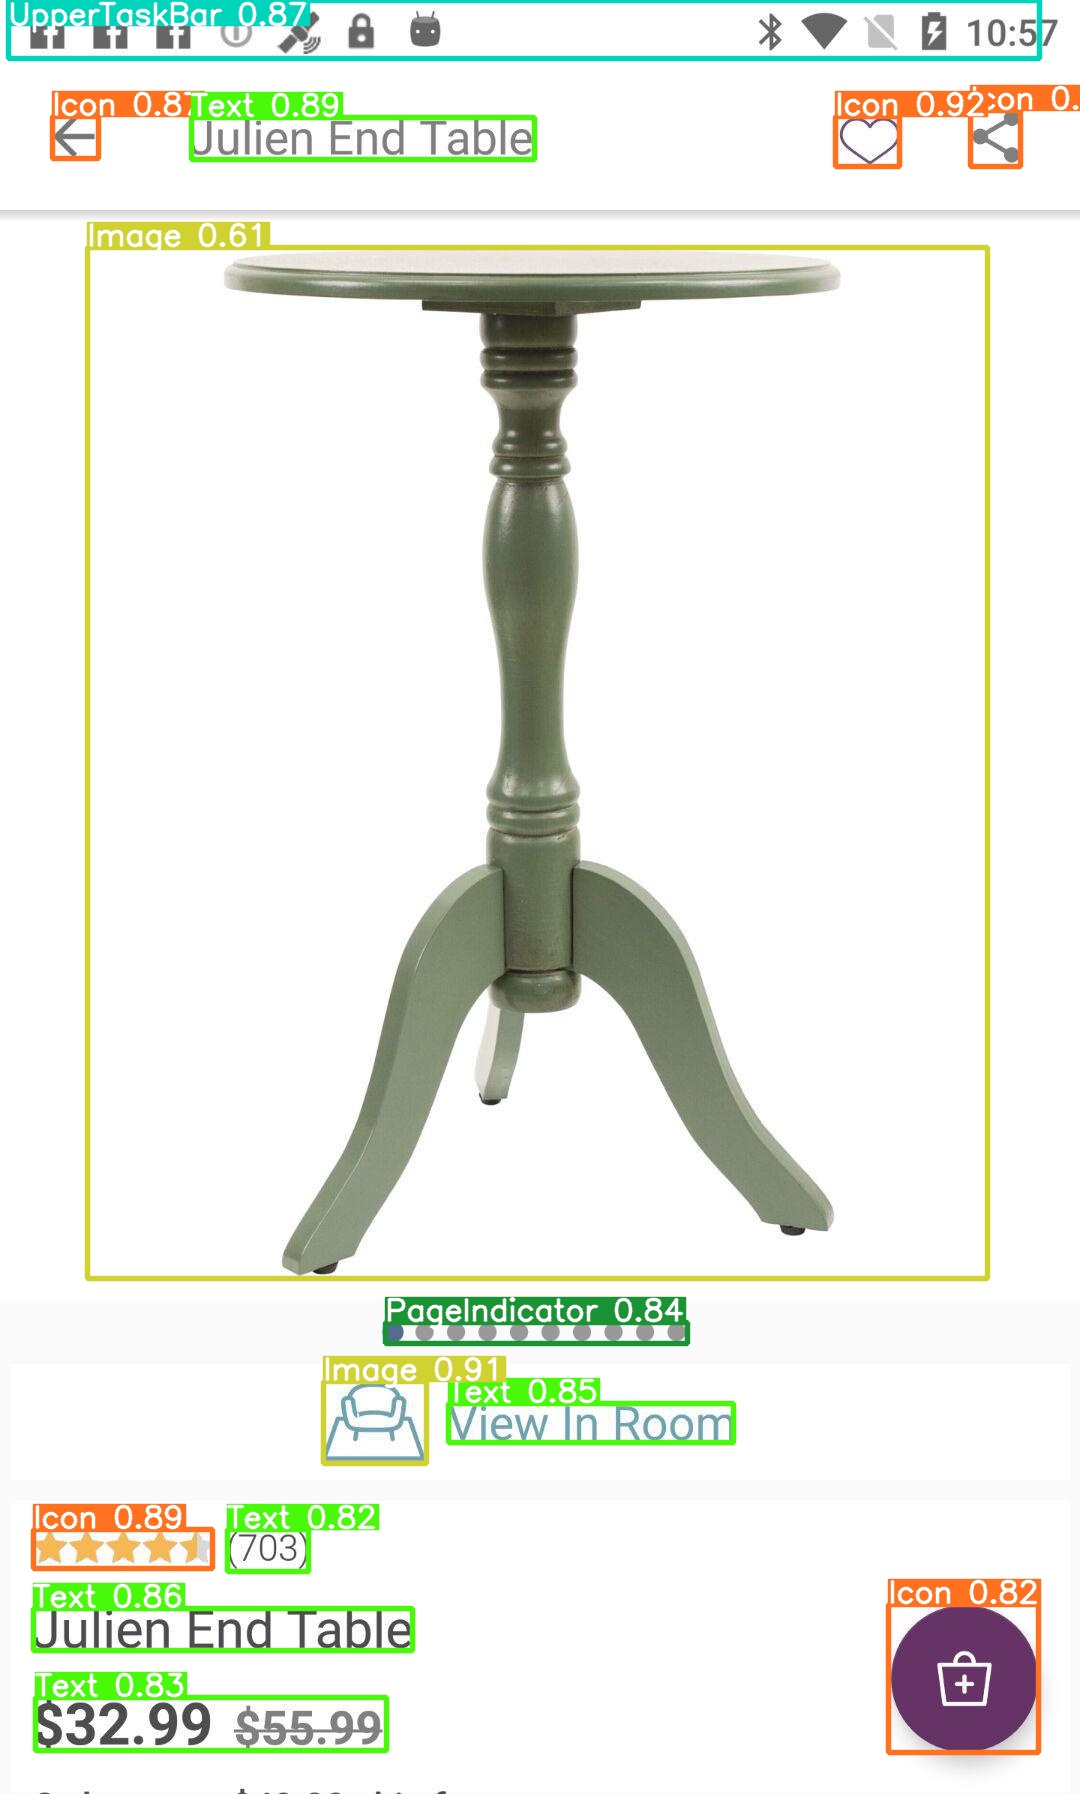 UpperTaskBar 0.87
10:57
Icon 0.87
Text 0.89
Icon 0.92
Julien End Table
Image 0.61
PageIndicator 0.84
Image 0.91
Text 0.85
View In Room
Icon 0.89
Text 0.82
(703)
Text 0.86
Julien End Table
Icon 0.82
Text 0.83
$32.99 $55.99